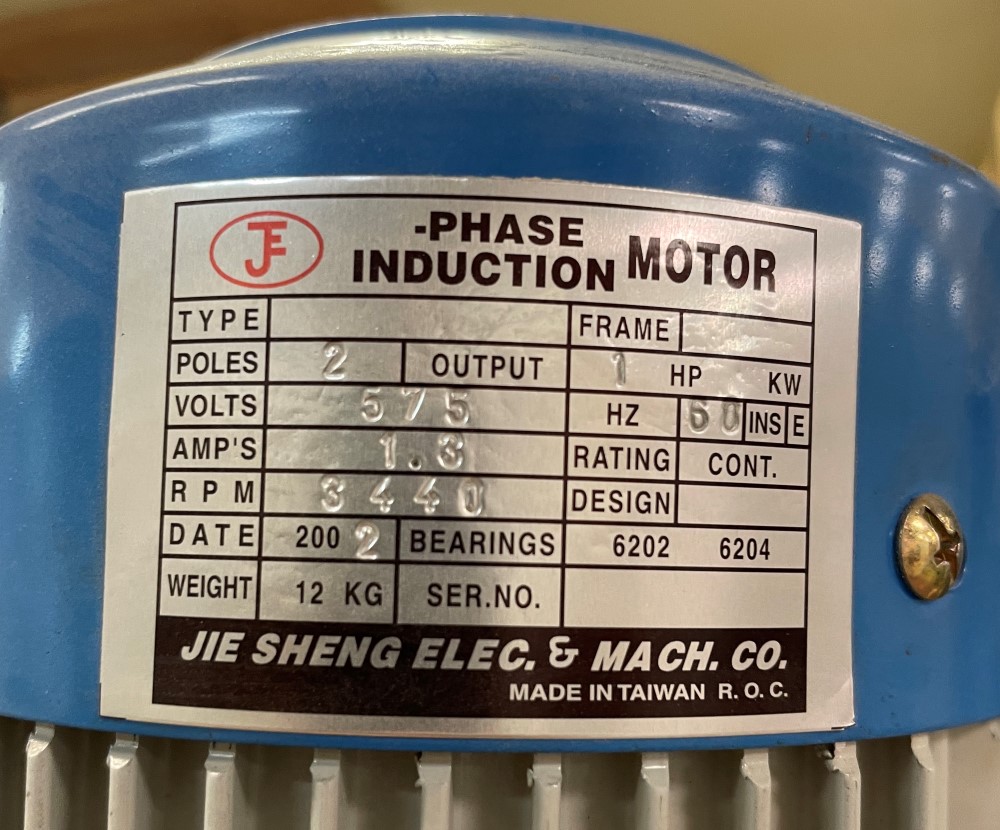 JF
-PHASE
INDUCTION MOTOR
TYPE FRAME
POLES 2 OUTPUT 1 HP KW
VOLTS 575 HZ 60 INS E
AMP'S 1.3 RATING CONT.
RPM 3440 DESIGN
DATE 2002 BEARINGS 6202 6204
WEIGHT 12 KG SER.NO.
JIE SHENG ELEC. & MACH. CO.
MADE IN TAIWAN R.O.C.